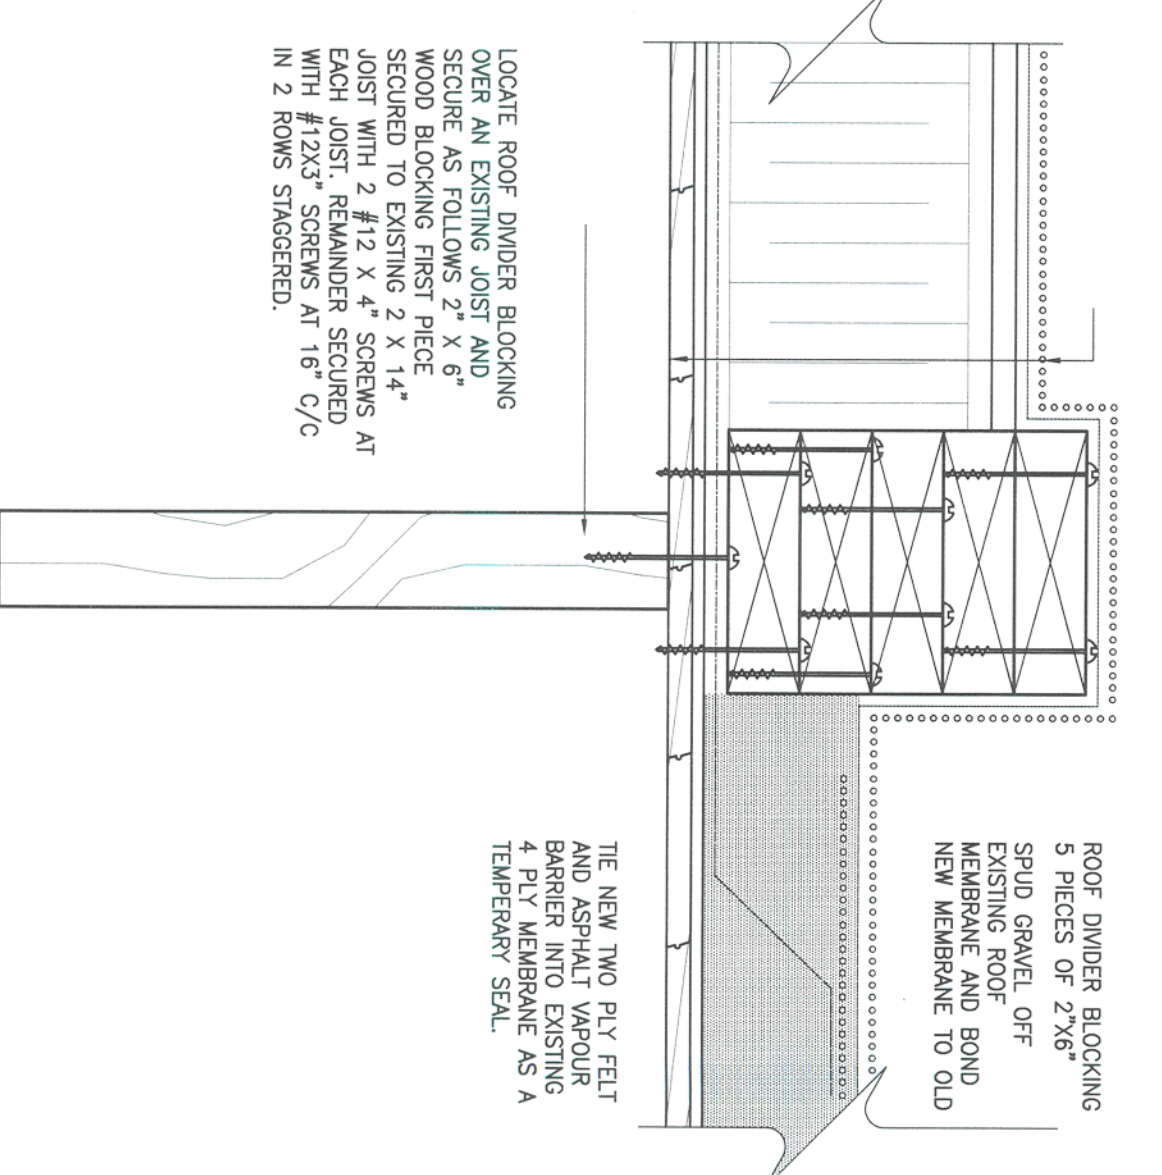 ROOF DIVIDER BLOCKING
5 PIECES OF 2"X6"
SPUD GRAVEL OFF
EXISTING ROOF
MEMBRANE AND BOND
NEW MEMBRANE TO OLD
LOCATE ROOF DIVIDER BLOCKING
OVER AN EXISTING JOIST AND
SECURE AS FOLLOWS 2" X 6"
WOOD BLOCKING FIRST PIECE
SECURED TO EXISTING 2 X 14"
JOIST WITH 2 #12 X 4" SCREWS AT
EACH JOIST. REMAINDER SECURED
WITH #12X3" SCREWS AT 16" C/C
IN 2 ROWS STAGGERED.
TIE NEW TWO PLY FELT
AND ASPHALT VAPOUR
BARRIER INTO EXISTING
4 PLY MEMBRANE AS A
TEMPERARY SEAL.